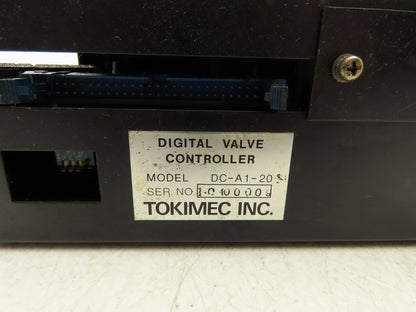 DIGITAL VALVE
CONTROLLER
MODEL DC-A1-20
SER. NO.
TOKIMEC INC.